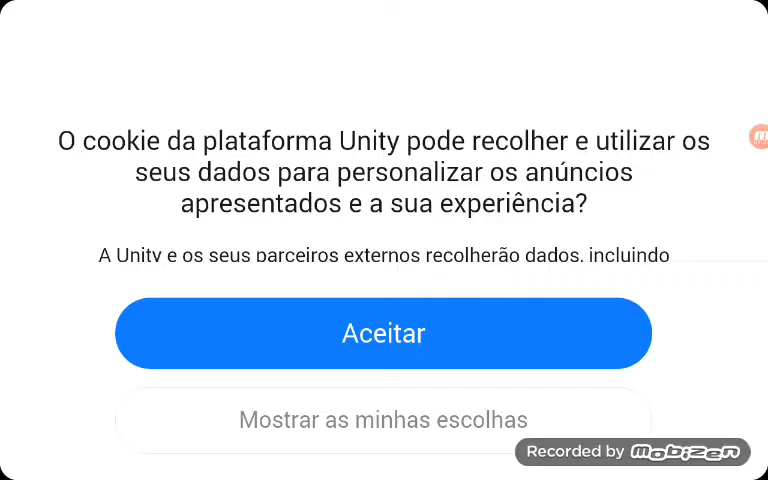 O cookie da plataforma Unity pode recolher e utilizar os
seus dados para personalizar os anúncios
apresentados e a sua experiência?
A Unity e os seus parceiros externos recolherão dados, incluindo
Aceitar
Mostrar as minhas escolhas
Recorded by mobizen